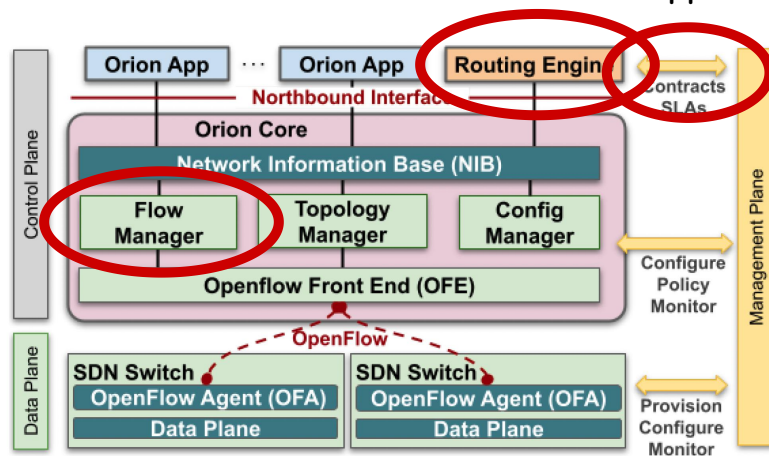 Orion App
...
Orion App
Routing Engin
Contracts
SLAs
Northbound Interfac
Orion Core
Network Information Base (NIB)
Flow
Manager
Topology
Manager
Config
Manager
Openflow Front End (OFE)
Configure
Policy
Monitor
Control Plane
Management Plane
OpenFlow
SDN Switch
OpenFlow Agent (OFA)
Data Plane
SDN Switch
OpenFlow Agent (OFA)
Data Plane
Provision
Configure
Monitor
Data Plane